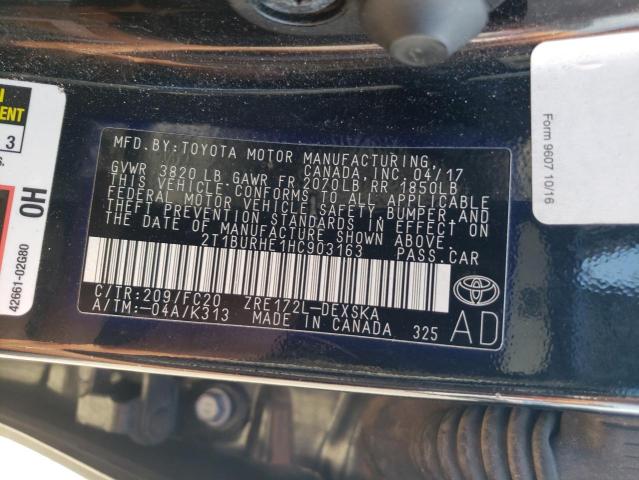 MFD. BY:TOYOTA MOTOR MANUFACTURING
CANADA,INC. 04/17
GVWR 3820 LB GAWR FR 2070LB RR 1850LB
THIS VEHICLE CONFORMS TO ALL APPLICABLE
FEDERAL MOTOR VEHICLE SAFETY, BUMPER, AND
THEFT PREVENTION STANDARDS IN EFFECT ON
THE DATE OF MANUFACTURE SHOWN ABOVE.
2T1BURHE1HC903163 PASS.CAR
C/TR:209/FC20 ZRE172L-DEXSKA
A/TM:-04A/K313 MADE IN CANADA 325
AD
3
OH
42661-02G80
Form 9607 10/16